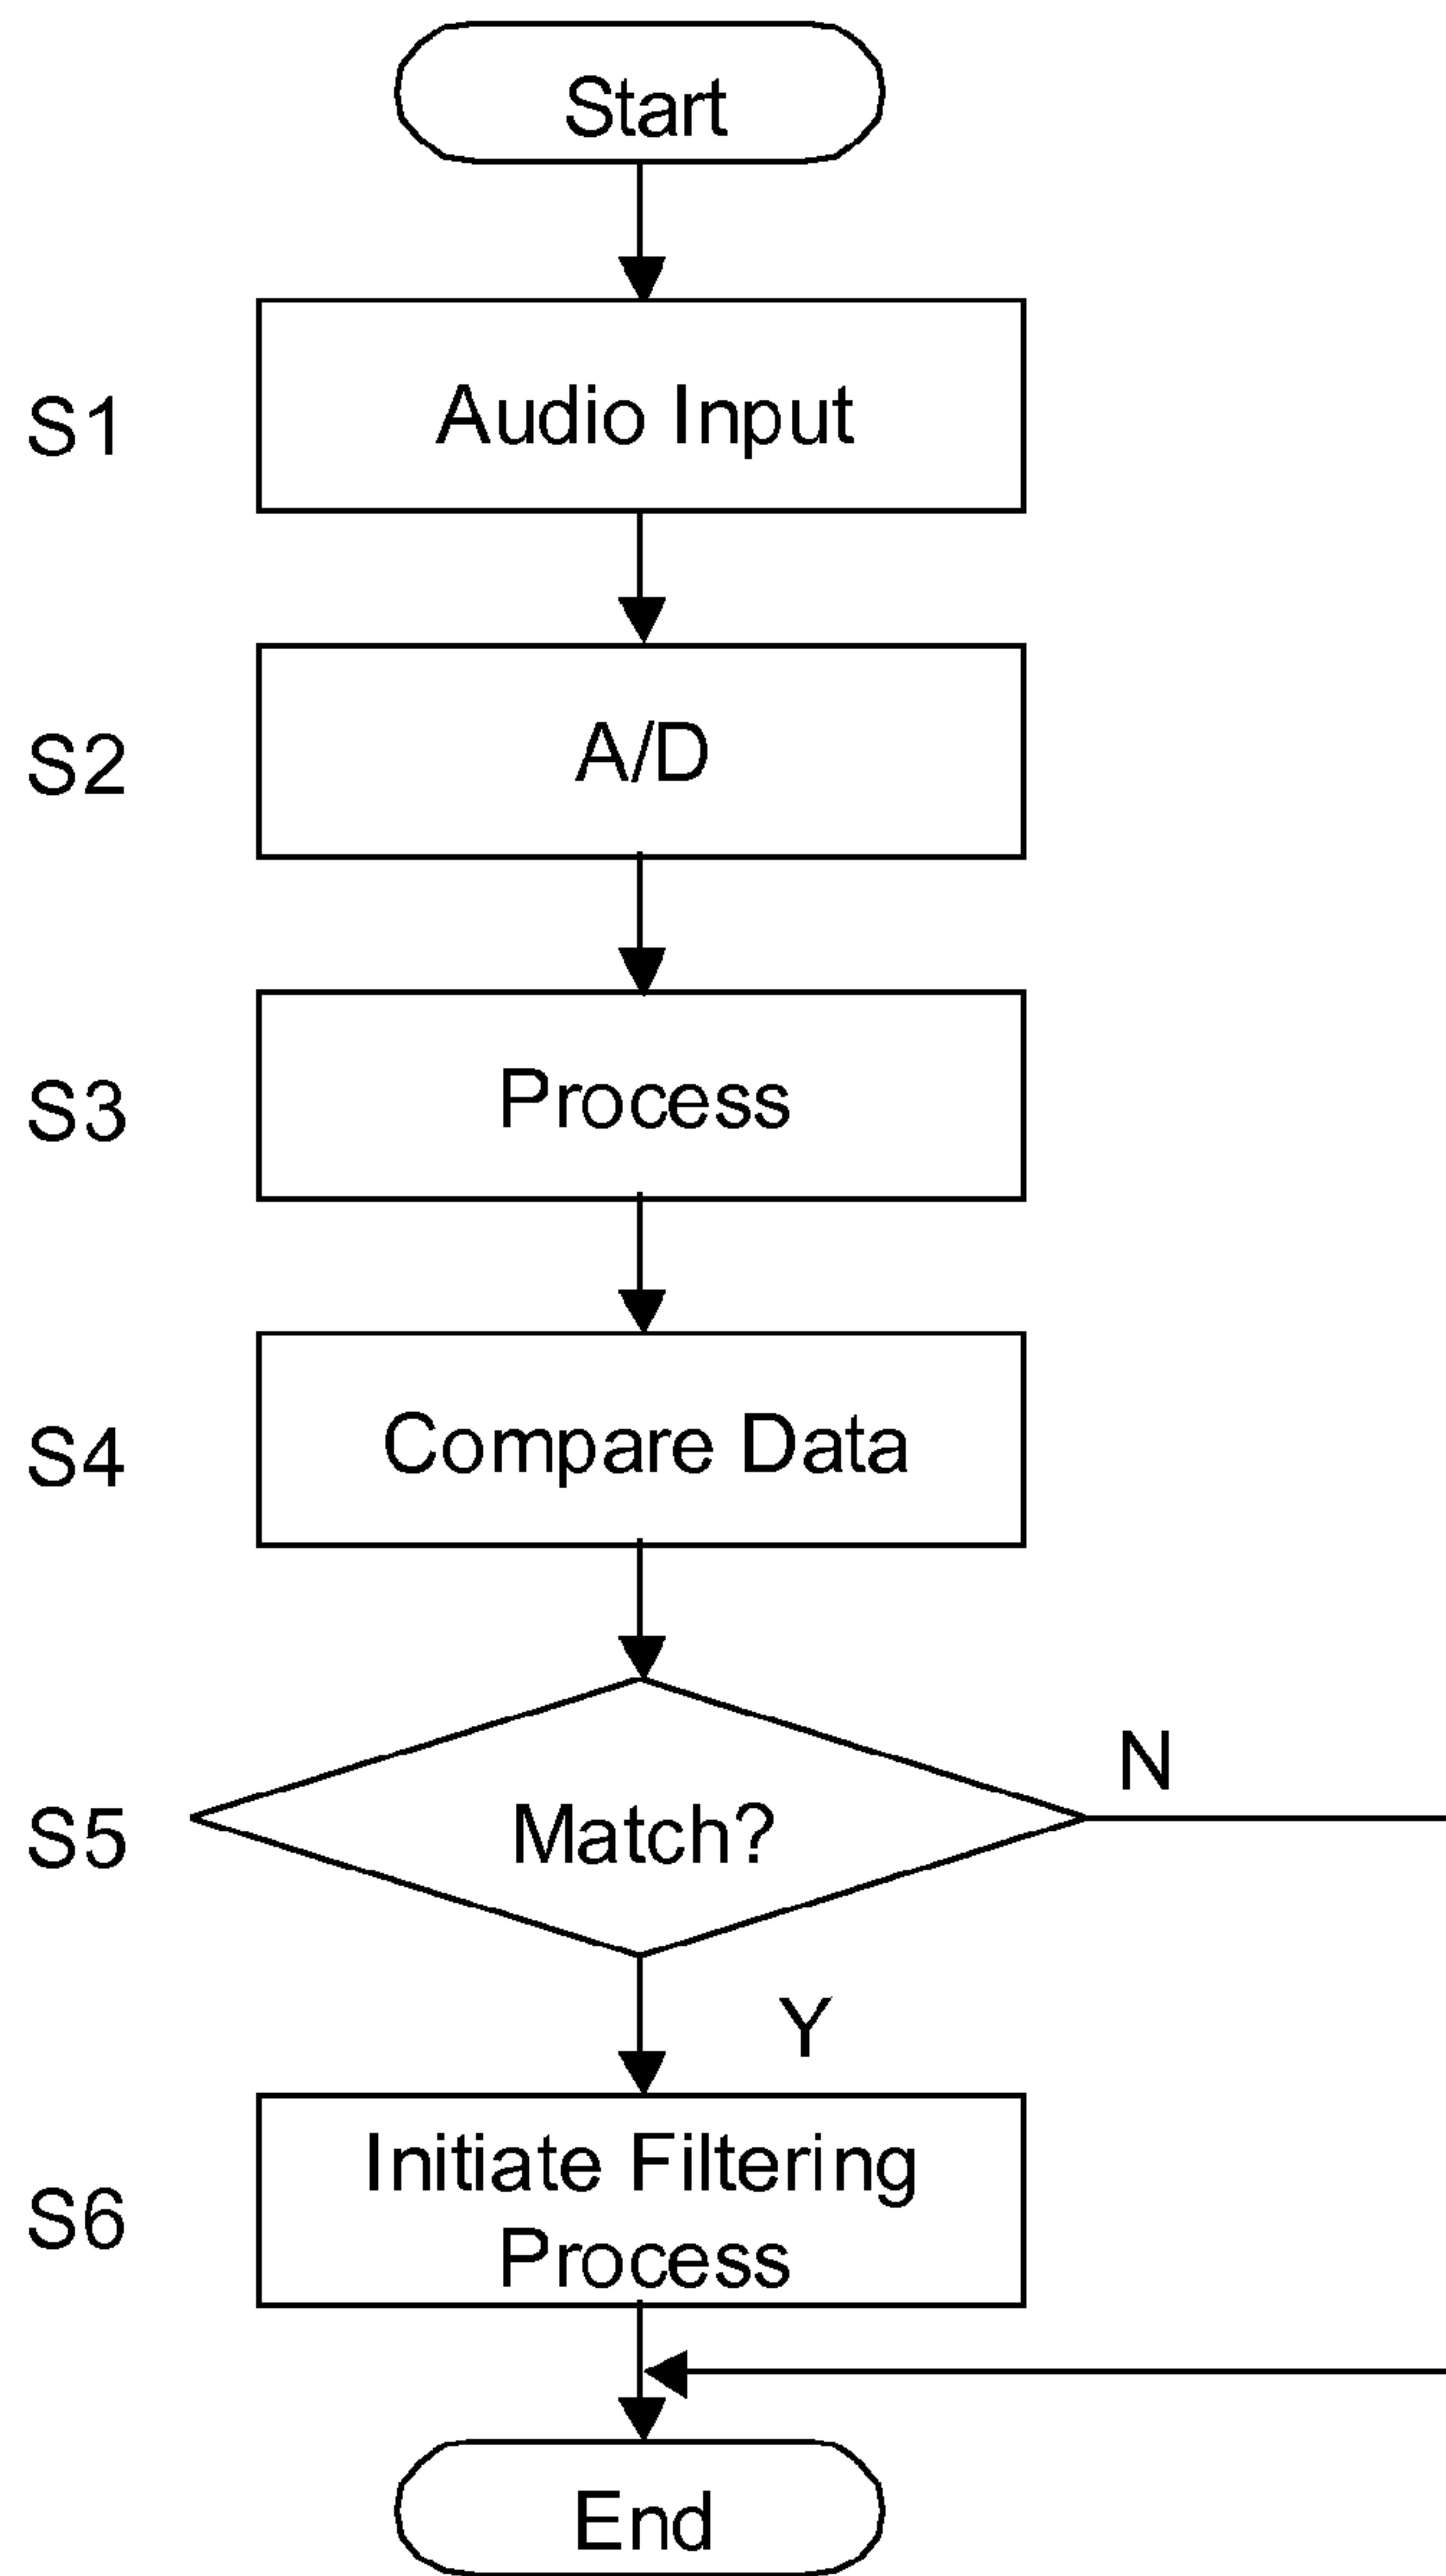 Start
S1
Audio Input
S2
A/D
S3
Process
S4
Compare Data
S5
Match?
N
Y
S6
Initiate Filtering
Process
End